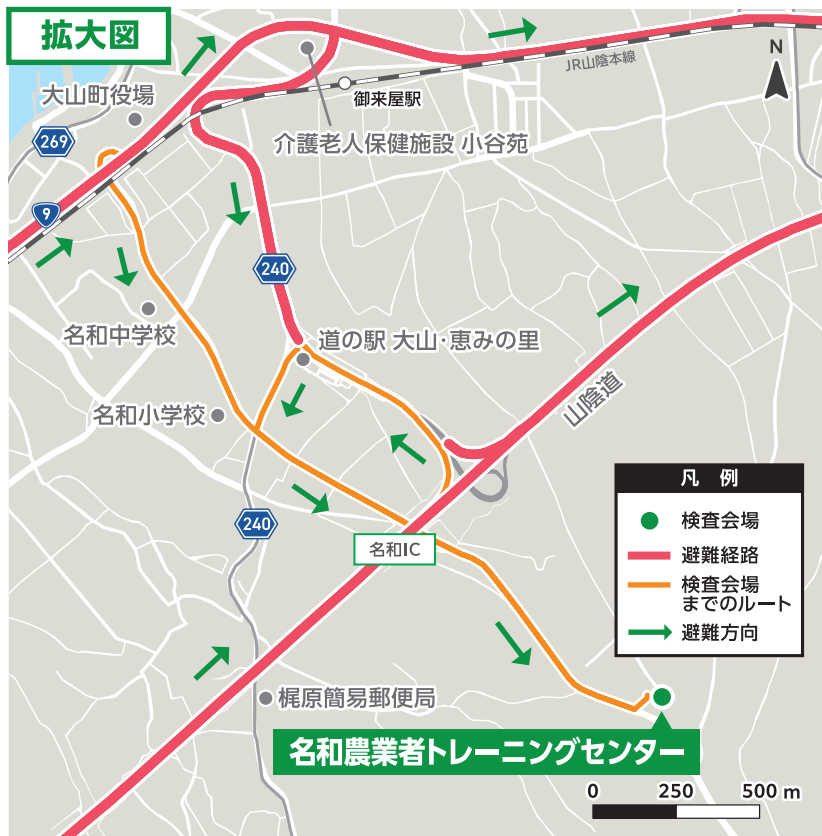 拡大図
N
JR山陰本線
御来屋駅
大山町役場
269
介護老人保健施設 小谷苑
9
240
名和中学校
道の駅 大山・恵みの里
山陰道
名和小学校
240
名和IC
凡 例
検査会場
避難経路
検査会場
までのルート
避難方向
梶原簡易郵便局
名和農業者トレーニングセンター
0 250 500 m